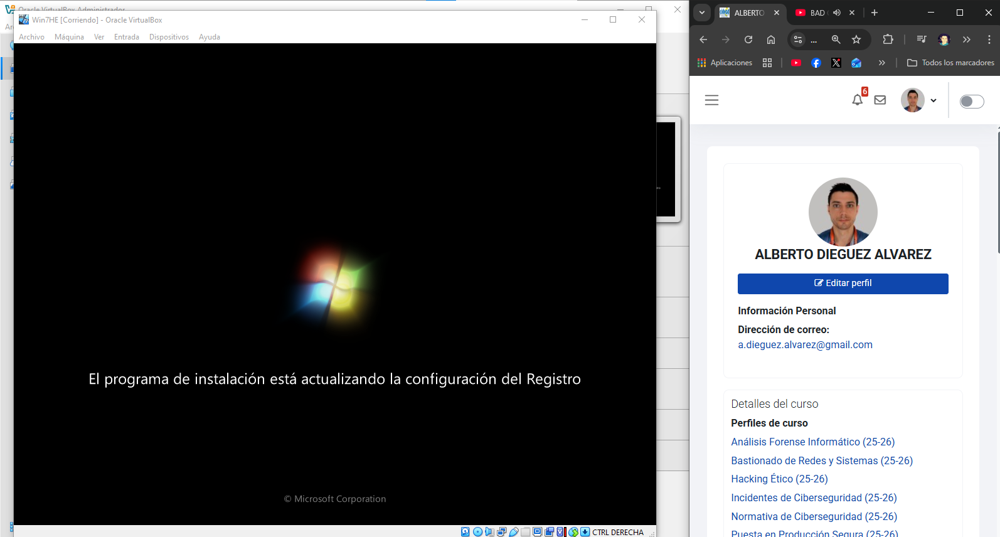 Oracle VirtualBox Administrador
Win7HE [Corriendo] - Oracle VirtualBox
Archivo Máquina Ver Entrada Dispositivos Ayuda
El programa de instalación está actualizando la configuración del Registro
© Microsoft Corporation
CTRL DERECHA
ALBERTO
BAD
...
Aplicaciones
Todos los marcadores
6
ALBERTO DIEGUEZ ALVAREZ
Editar perfil
Información Personal
Dirección de correo:
a.dieguez.alvarez@gmail.com
Detalles del curso
Perfiles de curso
Análisis Forense Informático (25-26)
Bastionado de Redes y Sistemas (25-26)
Hacking Ético (25-26)
Incidentes de Ciberseguridad (25-26)
Normativa de Ciberseguridad (25-26)
Puesta en Producción Segura (25-26)